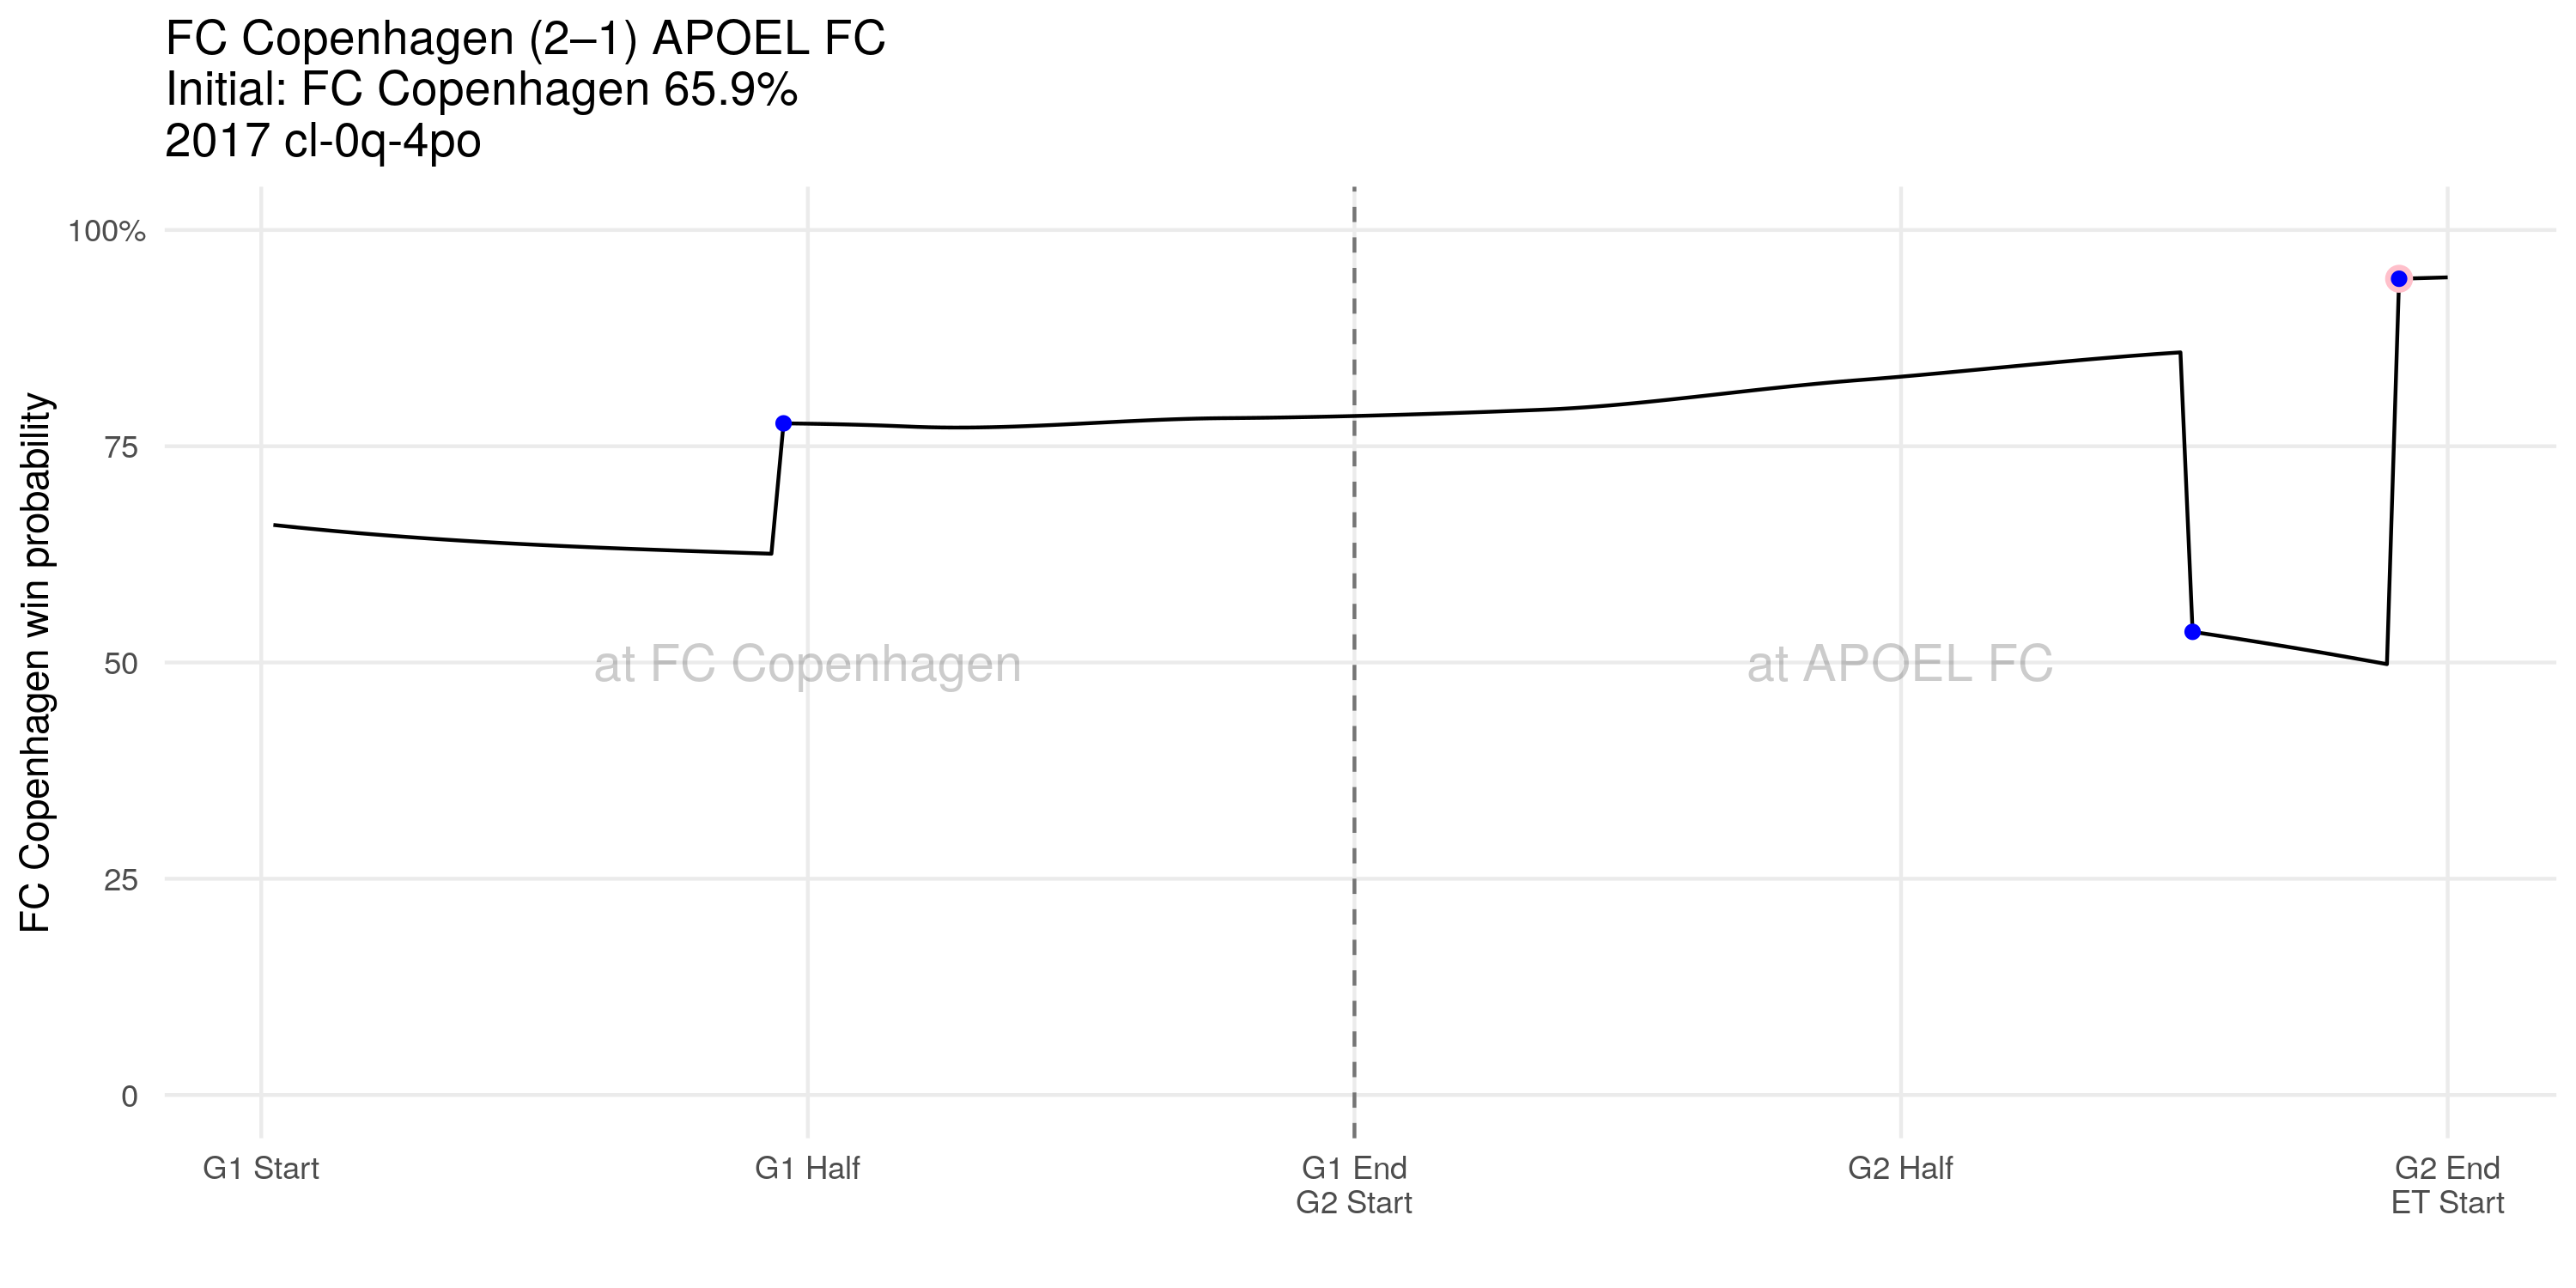 FC Copenhagen (2–1) APOEL FC
Initial: FC Copenhagen 65.9%
2017 cl-0q-4po
FC Copenhagen win probability
100%
75
50
25
0
at FC Copenhagen
at APOEL FC
G1 Start
G1 Half
G1 End
G2 Start
G2 Half
G2 End
ET Start